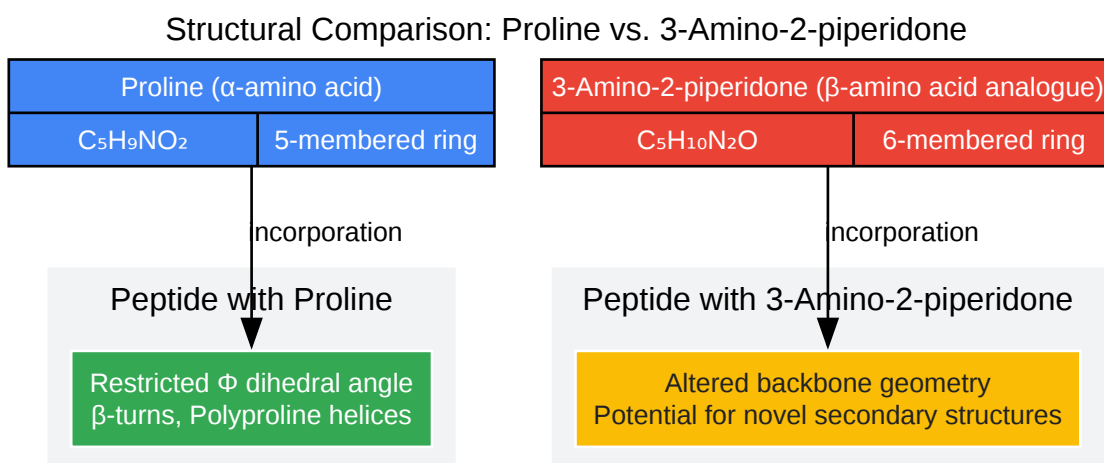 Structural Comparison: Proline vs. 3-Amino-2-piperidone
Proline (α-amino acid)
C₅H₉NO₂
5-membered ring
3-Amino-2-piperidone (β-amino acid analogue)
C₅H₁₀N₂O
6-membered ring
incorporation
incorporation
Peptide with Proline
Peptide with 3-Amino-2-piperidone
Restricted Φ dihedral angle
β-turns, Polyproline helices
Altered backbone geometry
Potential for novel secondary structures